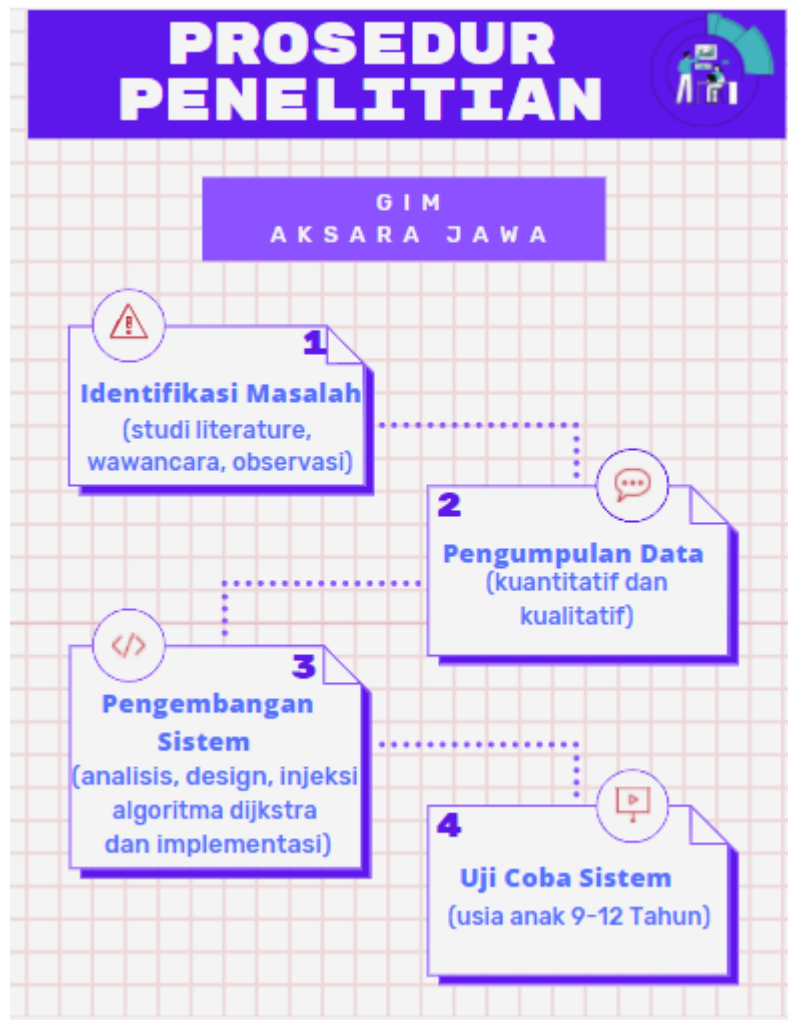 PROSEDUR
PENELITIAN
GIM
AKSARA JAWA
1
Identifikasi Masalah
(studi literature,
wawancara, observasi)
2
Pengumpulan Data
(kuantitatif dan
kualitatif)
3
Pengembangan
Sistem
(analisis, design, injeksi
algoritma dijkstra
dan implementasi)
4
Uji Coba Sistem
(usia anak 9-12 Tahun)